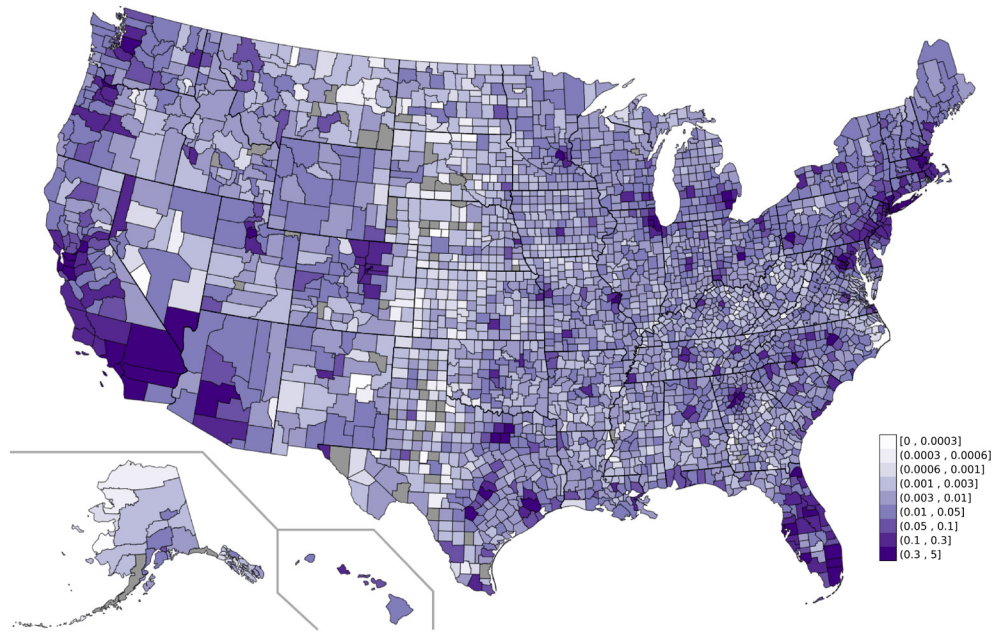 [0 , 0.0003]
(0.0003 , 0.0006]
(0.0006 , 0.001]
(0.001 , 0.003]
(0.003 , 0.01]
(0.01 , 0.05]
(0.05 , 0.1]
(0.1 , 0.3]
(0.3 , 5]